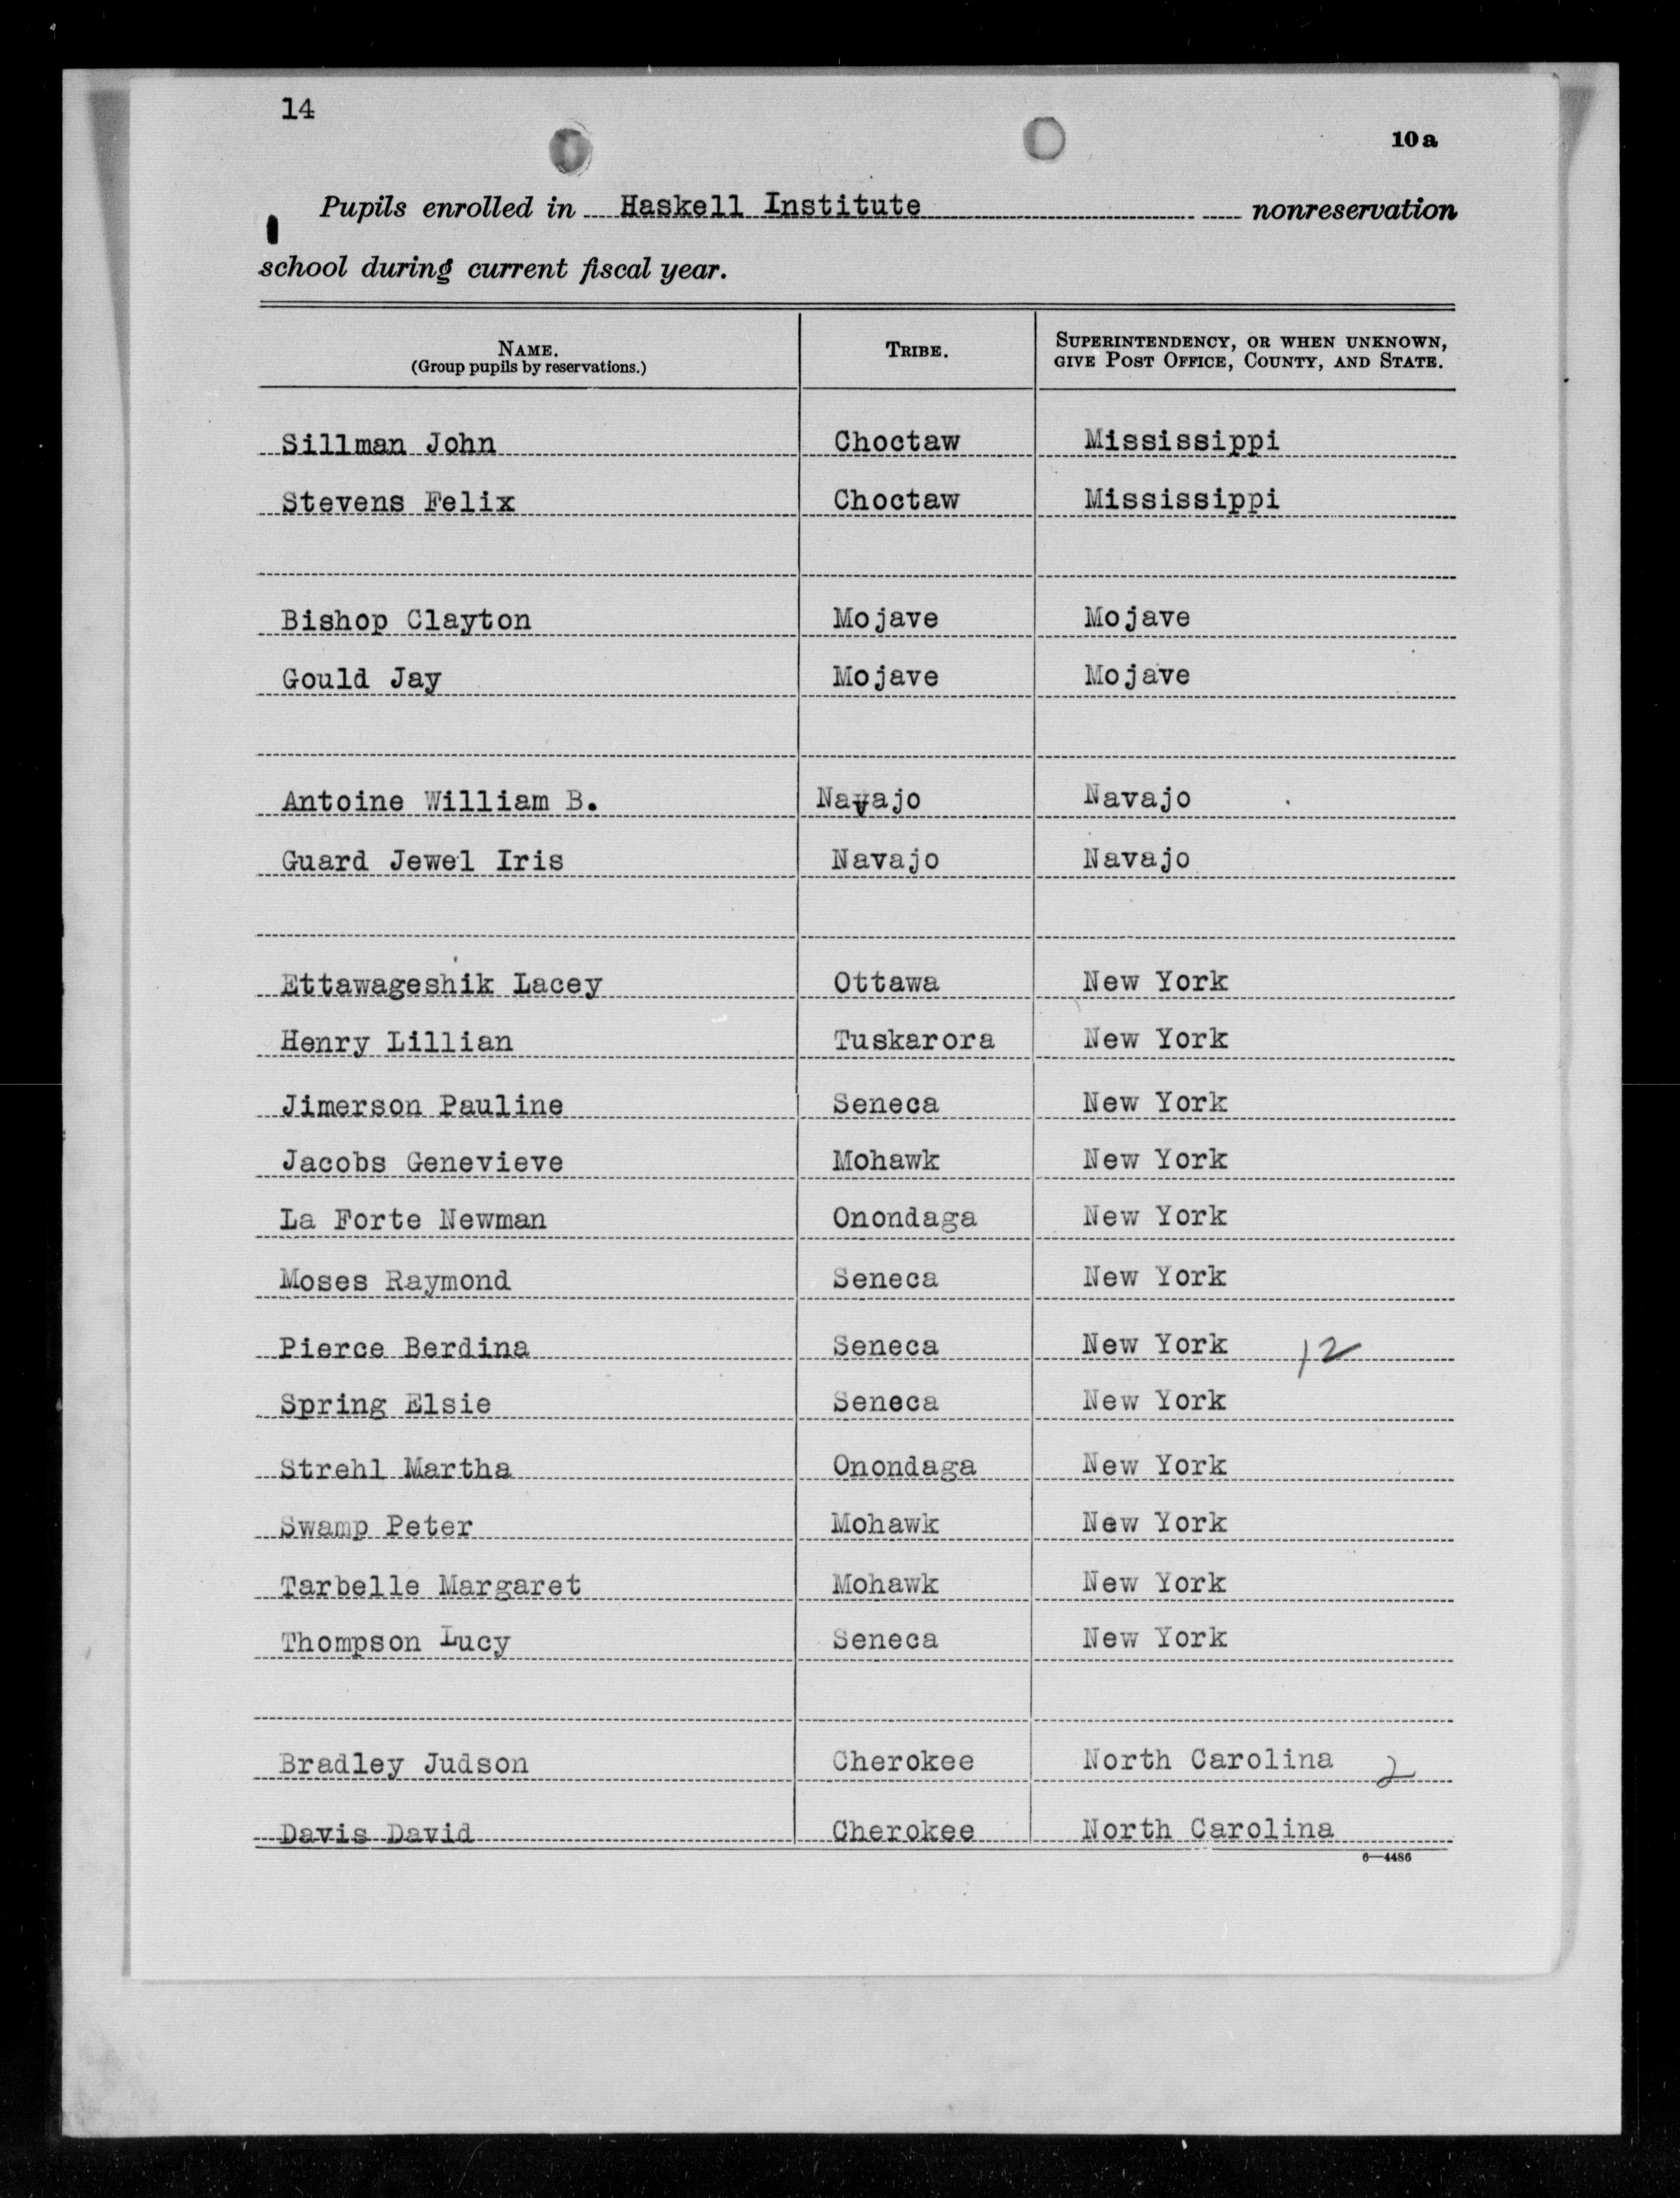 14
10a
Pupils enrolled in Haskell Institute nonreservation
school during current fiscal year.
NAME.
(Group pupils by reservations.)
TRIBE.
SUPERINTENDENCY, OR WHEN UNKNOWN,
GIVE POST OFFICE, COUNTY, AND STATE.
Sillman John Choctaw Mississippi
Stevens Felix Choctaw Mississippi
Bishop Clayton Mojave Mojave
Gould Jay Mojave Mojave
Antoine William B. Navajo Navajo
Guard Jewel Iris Navajo Navajo
Ettawageshik Lacey Ottawa New York
Henry Lillian Tuskarora New York
Jimerson Pauline Seneca New York
Jacobs Genevieve Mohawk New York
La Forte Newman Onondaga New York
Moses Raymond Seneca New York
Pierce Berdina Seneca New York 12
Spring Elsie Seneca New York
Strehl Martha Onondaga New York
Swamp Peter Mohawk New York
Tarbelle Margaret Mohawk New York
Thompson Lucy Seneca New York
Bradley Judson Cherokee North Carolina 2
Davis David Cherokee North Carolina
6—4486